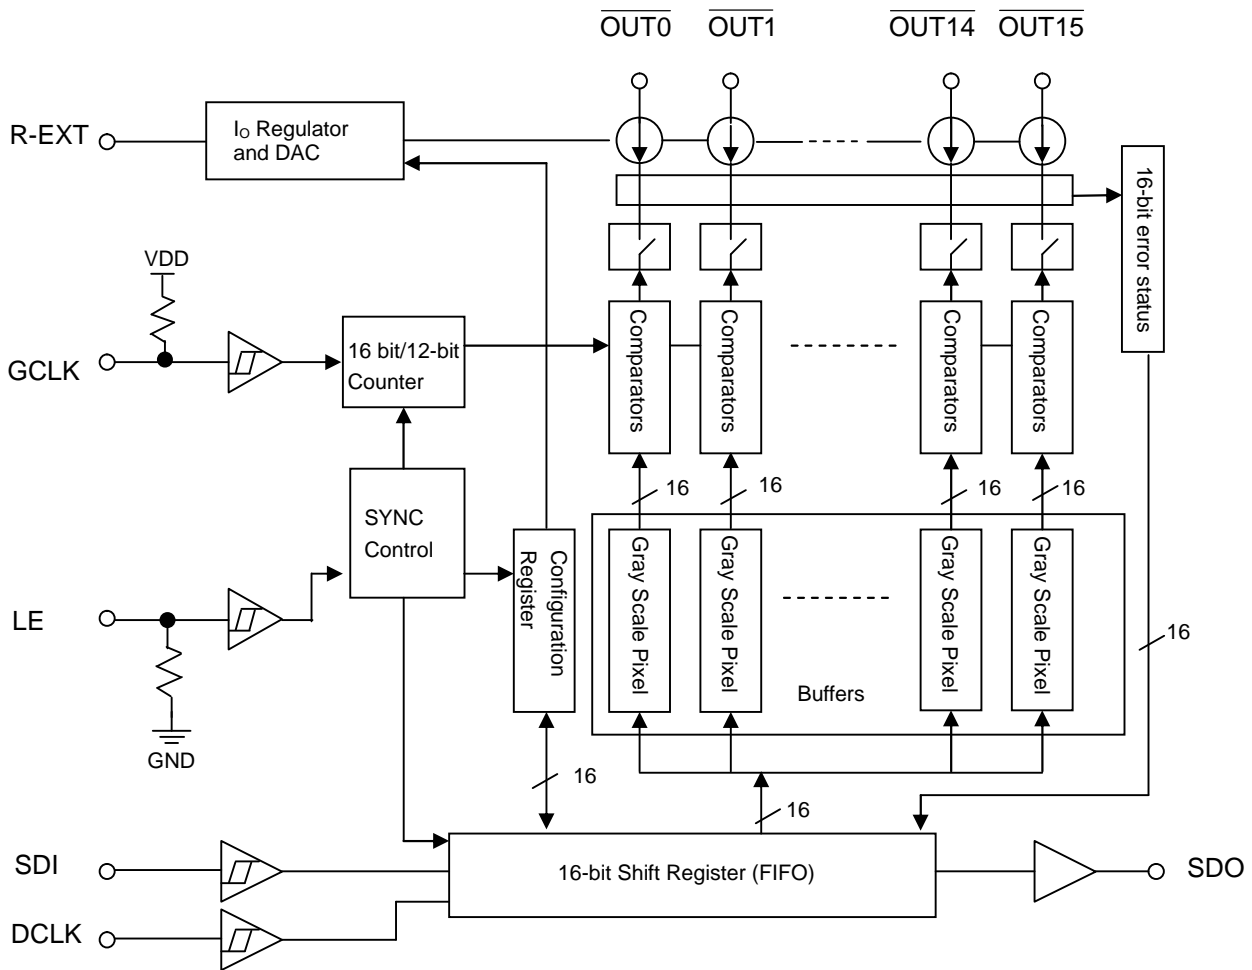 OUT0 OUT1 OUT14 OUT15
R-EXT
IO Regulator
and DAC
16-bit error status
VDD
GCLK
16 bit/12-bit
Counter
Comparators
Comparators
Comparators
Comparators
16 16 16 16
SYNC
Control
LE
Configuration
Register
Gray Scale Pixel
Gray Scale Pixel
Gray Scale Pixel
Gray Scale Pixel
Buffers
16
GND
16
16
SDI
16-bit Shift Register (FIFO)
SDO
DCLK